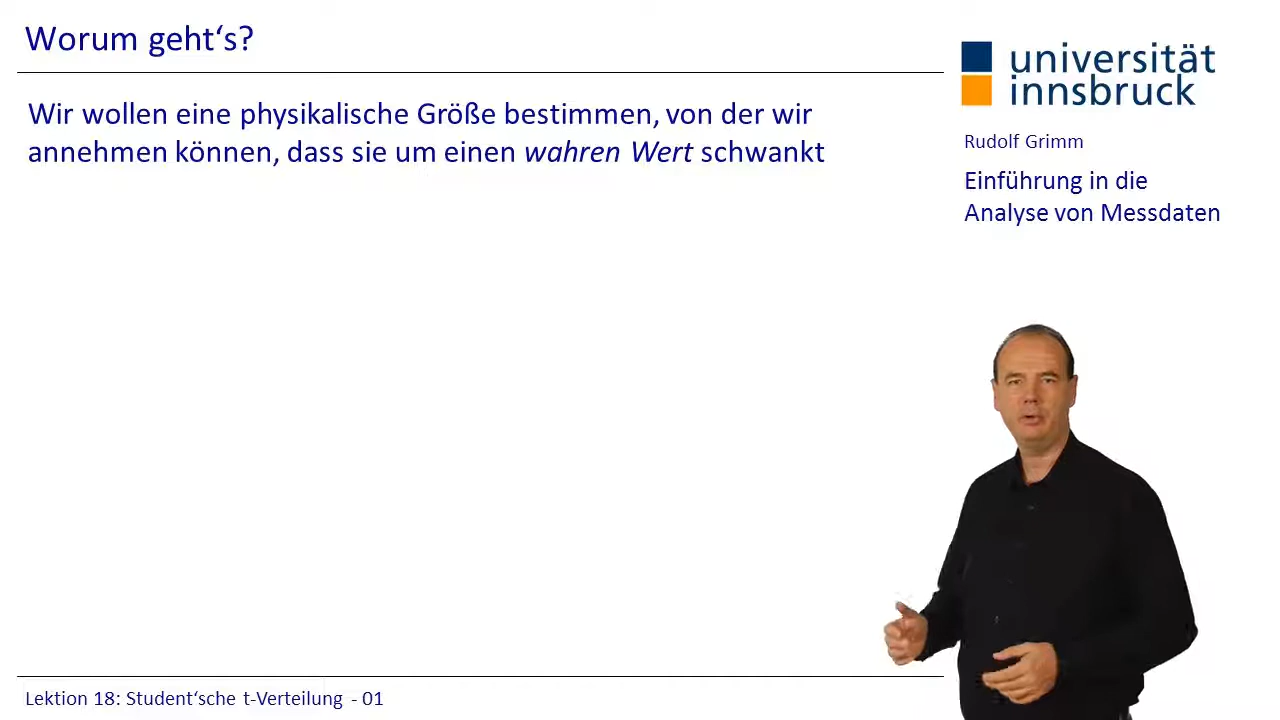 Worum geht‘s?
Wir wollen eine physikalische Größe bestimmen, von der wir
annehmen können, dass sie um einen wahren Wert schwankt
universität
innsbruck
Rudolf Grimm
Einführung in die
Analyse von Messdaten
Lektion 18: Student‘sche t-Verteilung - 01